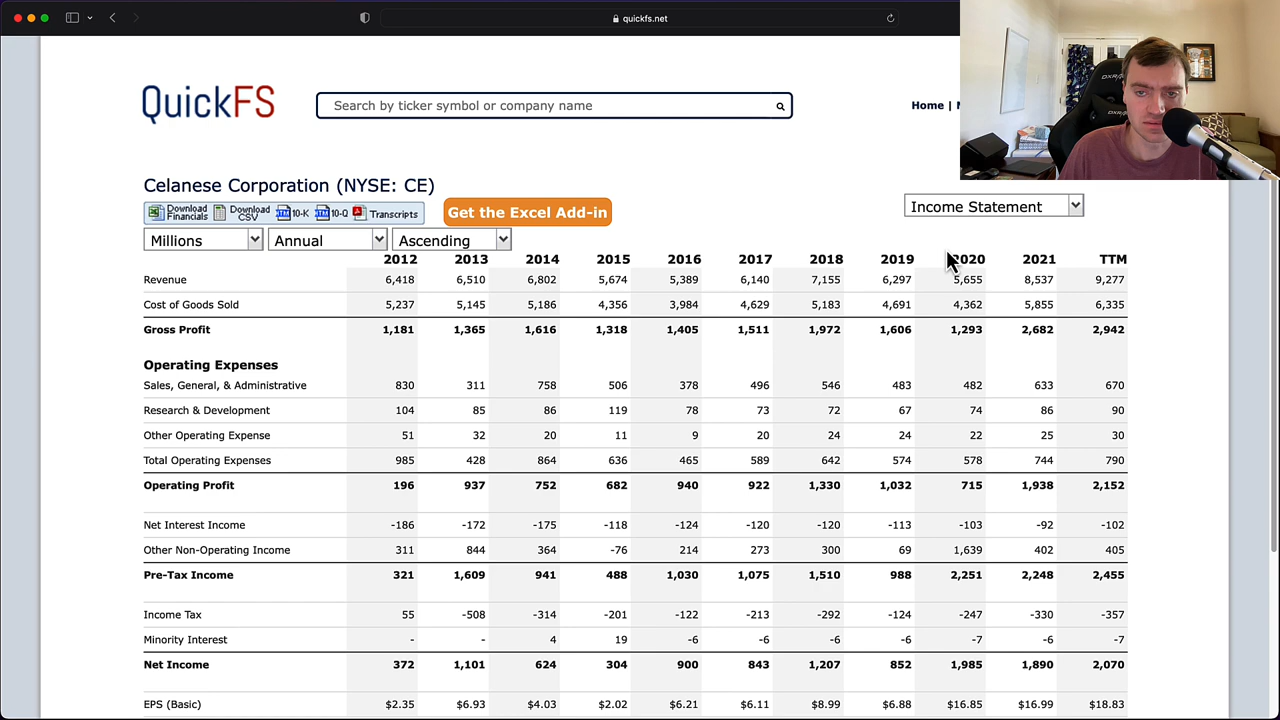 quickfs.net
QuickFS
Search by ticker symbol or company name
Home |
Celanese Corporation (NYSE: CE)
Download Financials Download CSV 10-K 10-Q Transcripts
Get the Excel Add-in
Income Statement
Millions Annual Ascending
2012 2013 2014 2015 2016 2017 2018 2019 2020 2021 TTM
Revenue 6,418 6,510 6,802 5,674 5,389 6,140 7,155 6,297 5,655 8,537 9,277
Cost of Goods Sold 5,237 5,145 5,186 4,356 3,984 4,629 5,183 4,691 4,362 5,855 6,335
Gross Profit 1,181 1,365 1,616 1,318 1,405 1,511 1,972 1,606 1,293 2,682 2,942
Operating Expenses
Sales, General, & Administrative 830 311 758 506 378 496 546 483 482 633 670
Research & Development 104 85 86 119 78 73 72 67 74 86 90
Other Operating Expense 51 32 20 11 9 20 24 24 22 25 30
Total Operating Expenses 985 428 864 636 465 589 642 574 578 744 790
Operating Profit 196 937 752 682 940 922 1,330 1,032 715 1,938 2,152
Net Interest Income -186 -172 -175 -118 -124 -120 -120 -113 -103 -92 -102
Other Non-Operating Income 311 844 364 -76 214 273 300 69 1,639 402 405
Pre-Tax Income 321 1,609 941 488 1,030 1,075 1,510 988 2,251 2,248 2,455
Income Tax 55 -508 -314 -201 -122 -213 -292 -124 -247 -330 -357
Minority Interest - - 4 19 -6 -6 -6 -6 -7 -6 -7
Net Income 372 1,101 624 304 900 843 1,207 852 1,985 1,890 2,070
EPS (Basic) $2.35 $6.93 $4.03 $2.02 $6.21 $6.11 $8.99 $6.88 $16.85 $16.99 $18.83